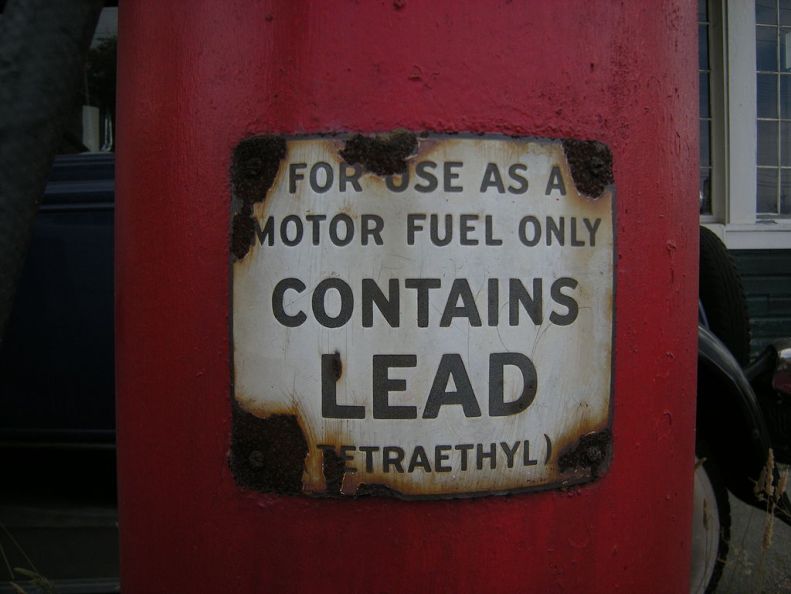 FOR USE AS A
MOTOR FUEL ONLY
CONTAINS
LEAD
TETRAETHYL)